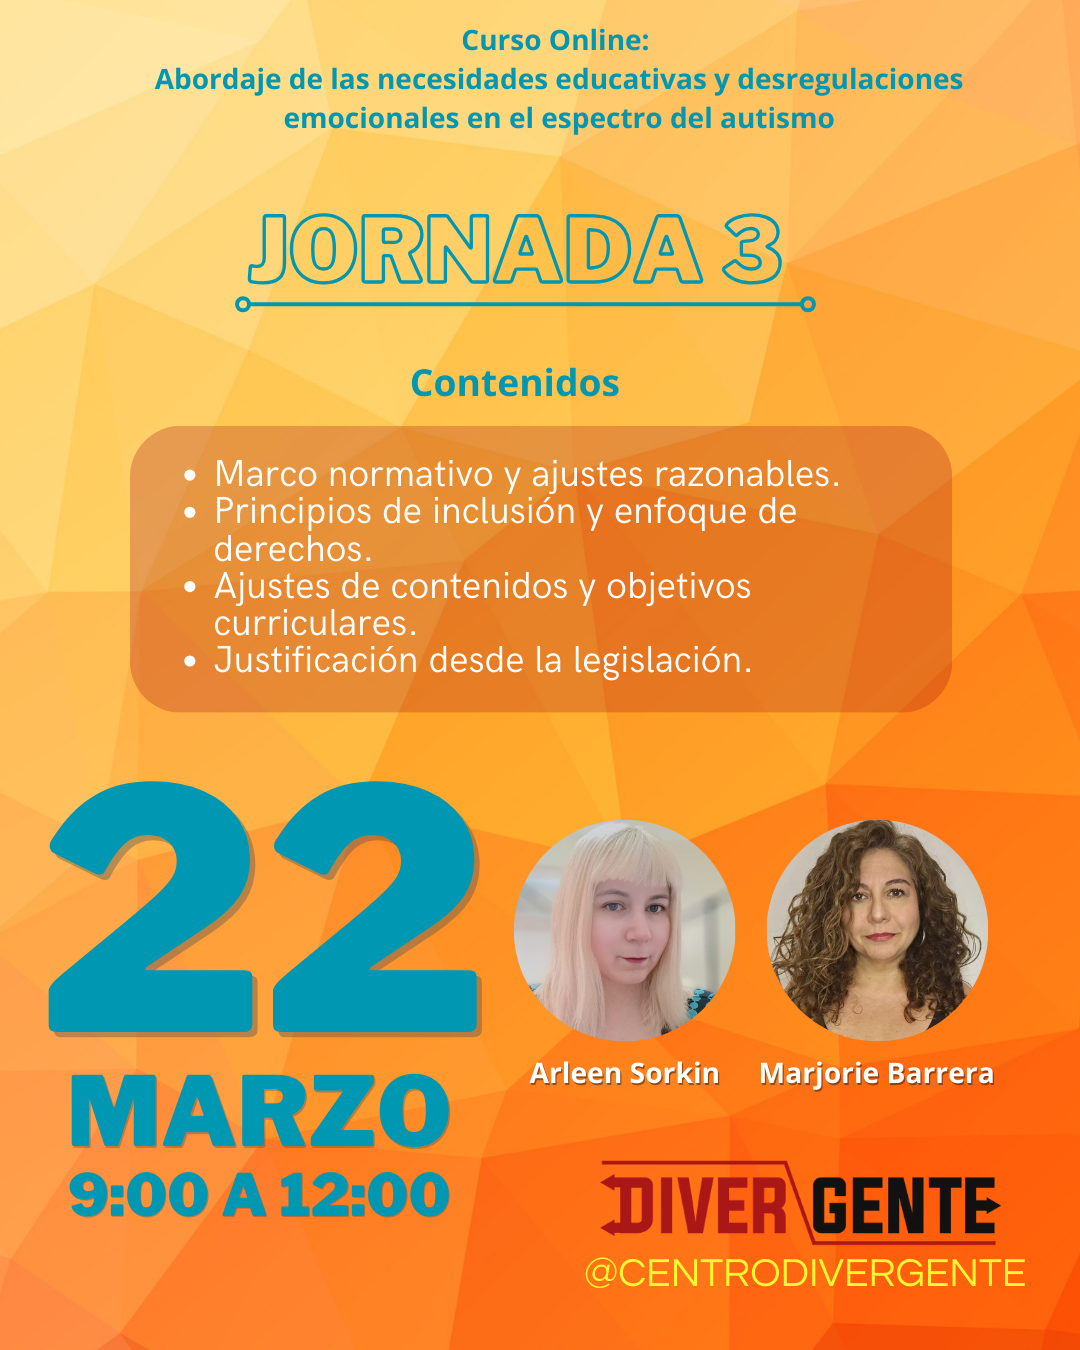 Curso Online:
Abordaje de las necesidades educativas y desregulaciones
emocionales en el espectro del autismo
JORNADA 3
Contenidos
• Marco normativo y ajustes razonables.
• Principios de inclusión y enfoque de
derechos.
• Ajustes de contenidos y objetivos
curriculares.
• Justificación desde la legislación.
22
MARZO
9:00 A 12:00
Arleen Sorkin
Marjorie Barrera
DIVERGENTE
@CENTRODIVERGENTE